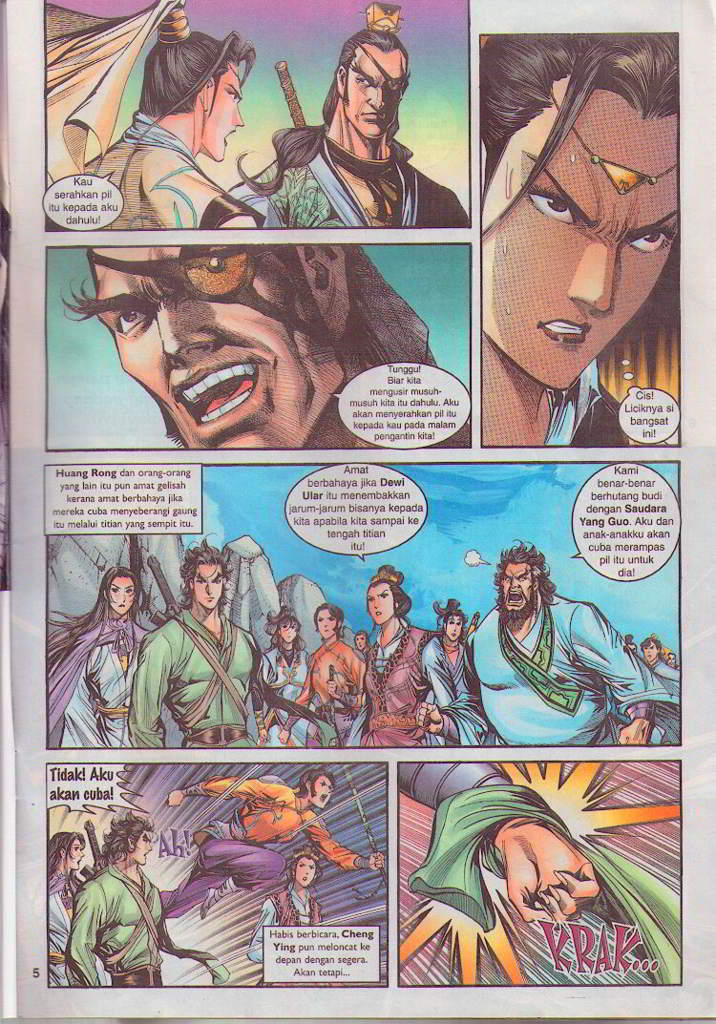 Kau
serahkan pil
itu kepada aku
dahulu!
Cis!
Liciknya si
bangsat
ini!
Tunggu!
Biar kita
mengusir musuh-
musuh kita itu dahulu. Aku
akan menyerahkan pil itu
kepada kau pada malam
pengantin kita!
Huang Rong dan orang-orang
yang lain itu pun amat gelisah
kerana amat berbahaya jika
mereka cuba menyeberangi gaung
itu melalui titian yang sempit itu.
Amat
berbahaya jika Dewi
Ular itu menembakkan
jarum-jarum bisanya kepada
kita apabila kita sampai ke
tengah titian
itu!
Kami
benar-benar
berhutang budi
dengan Saudara
Yang Guo. Aku dan
anak-anakku akan
cuba merampas
pil itu untuk
dia!
Tidak! Aku
akan cuba!
Ah!
Habis berbicara, Cheng
Ying pun meloncat ke
depan dengan segera.
Akan tetapi...
KRAK...
5